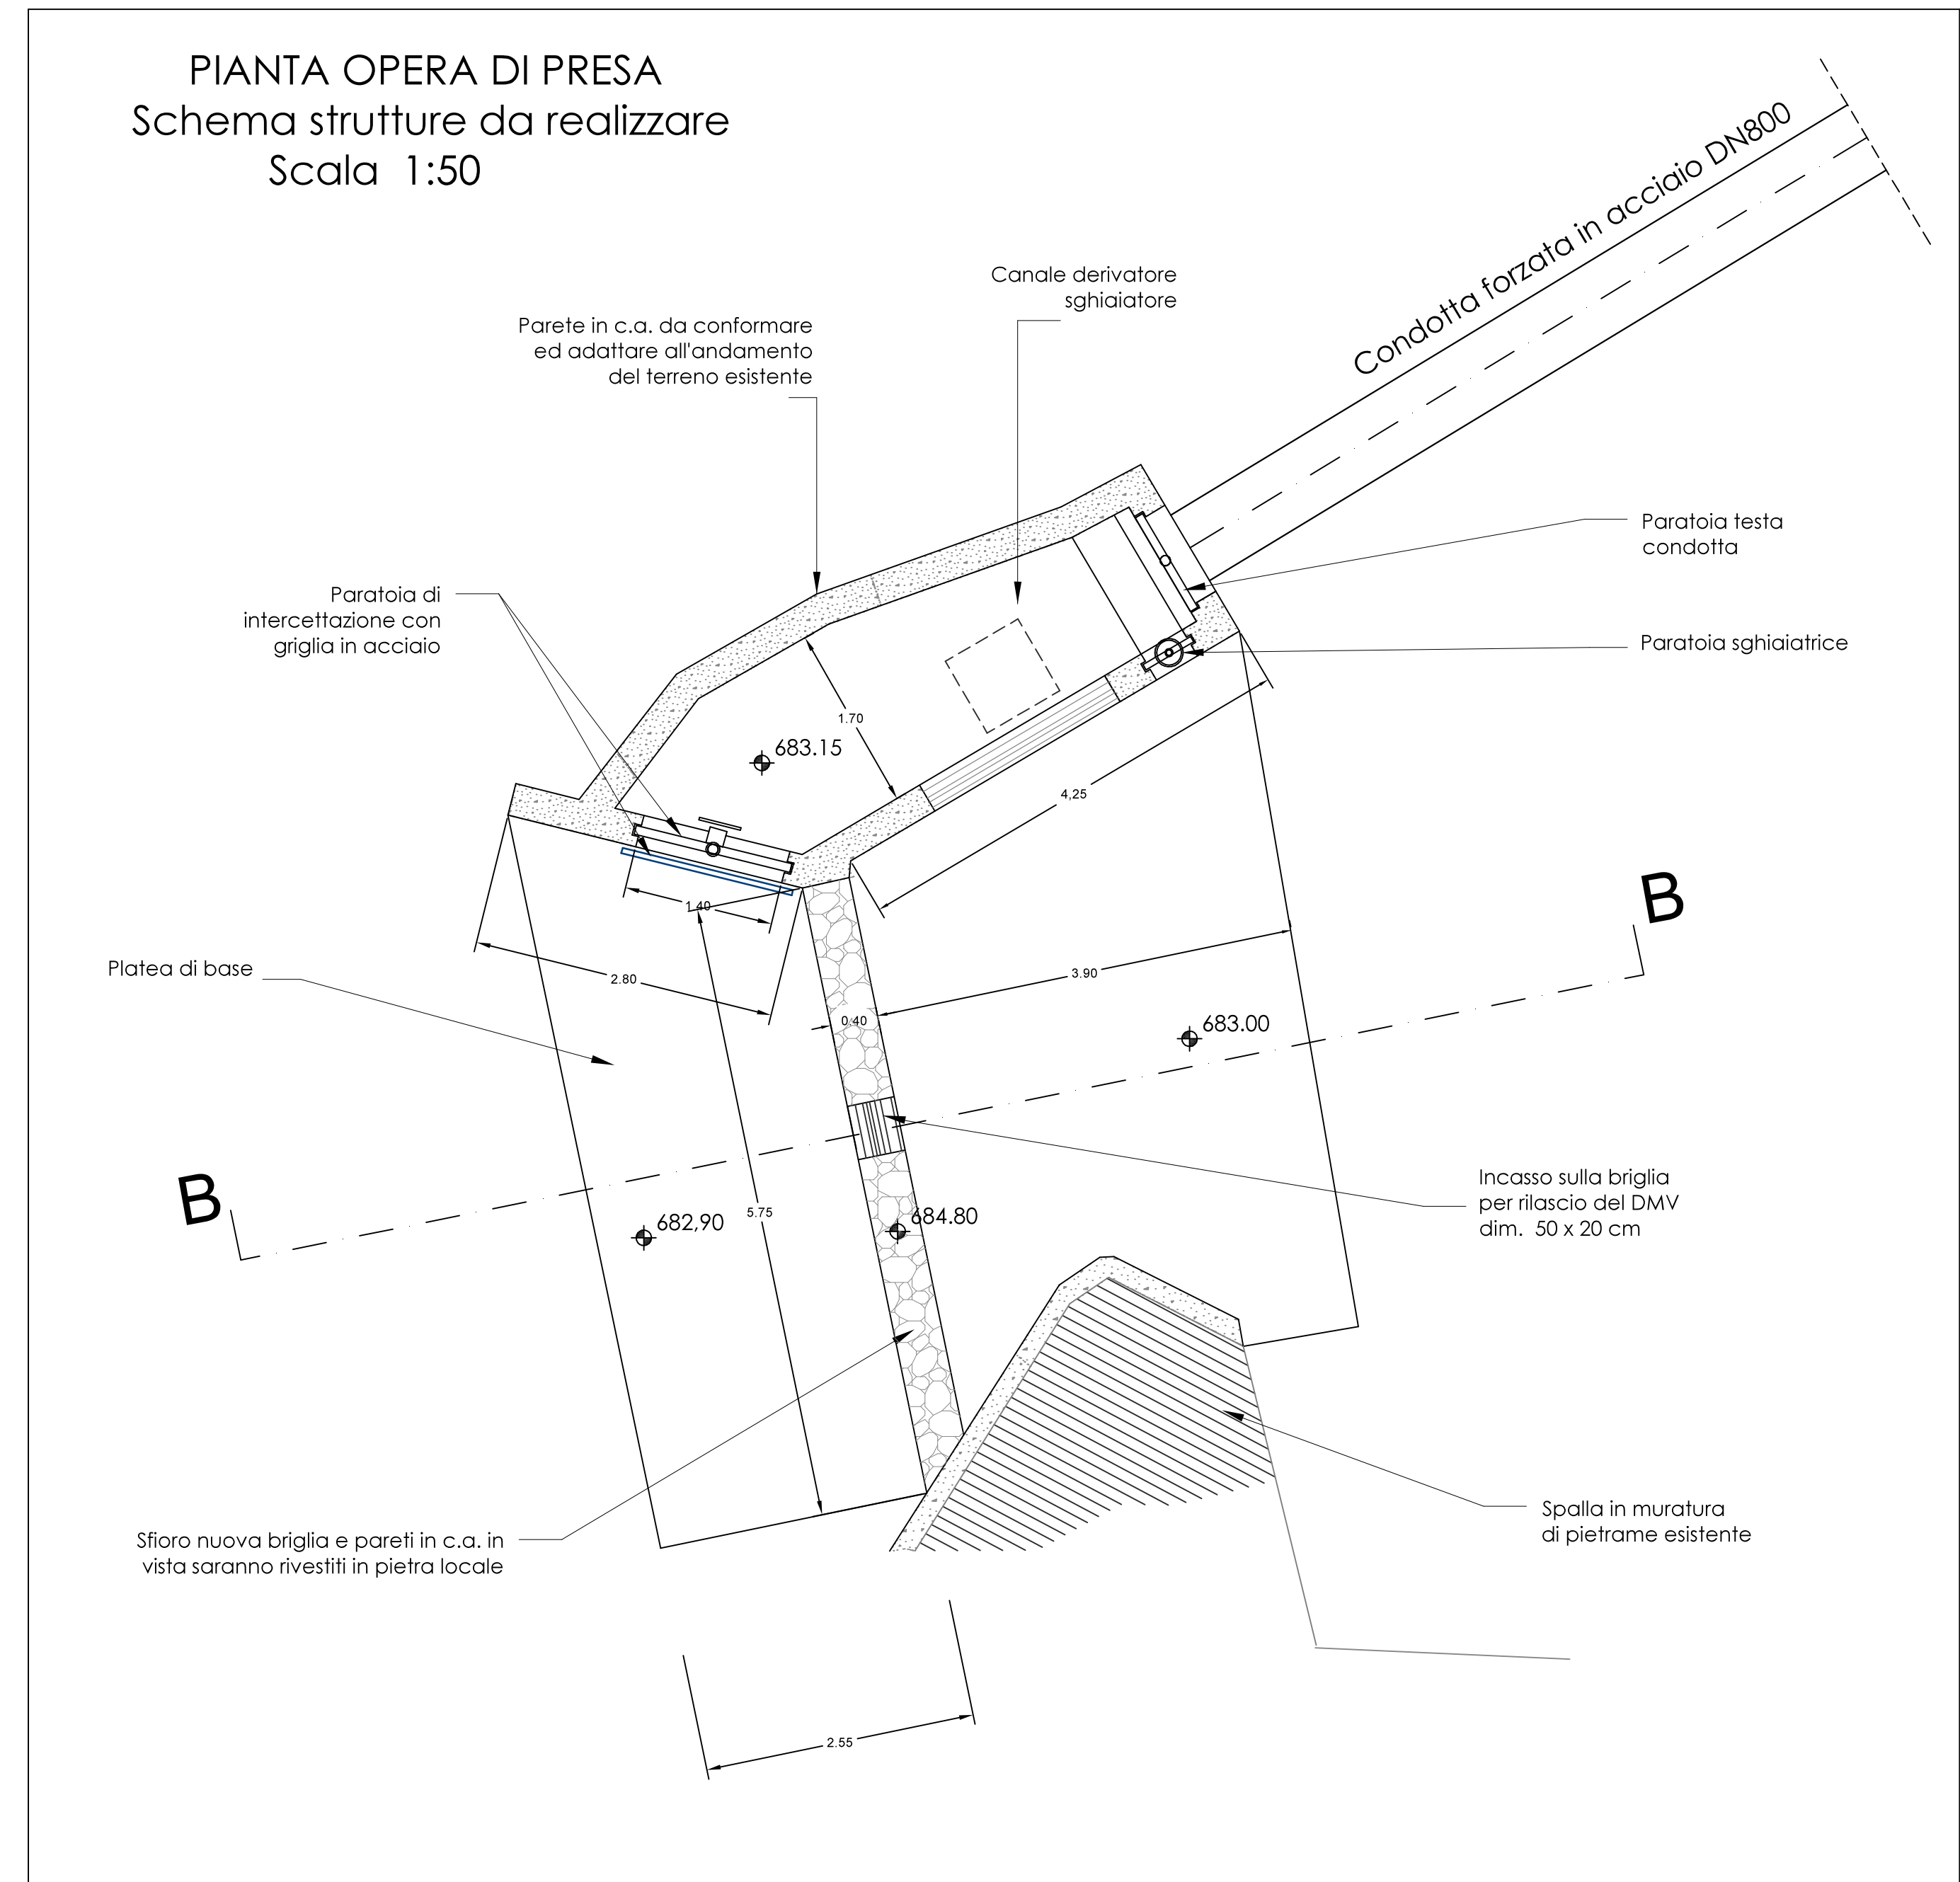 PIANTA OPERA DI PRESA
Schema strutture da realizzare
Scala 1:50
Condotta forzata in acciaio DN800
Canale derivatore
sghiaiatore
Parete in c.a. da conformare
ed adattare all'andamento
del terreno esistente
Paratoia testa
condotta
Paratoia di
intercettazione con
griglia in acciaio
Paratoia sghiaiatrice
1.70
683.15
4,25
1.40
B
Platea di base
2.80
3.90
0.40
683.00
Incasso sulla briglia
per rilascio del DMV
dim. 50 x 20 cm
B
5.75
682,90
684.80
Spalla in muratura
di pietrame esistente
Sfioro nuova briglia e pareti in c.a. in
vista saranno rivestiti in pietra locale
2.55